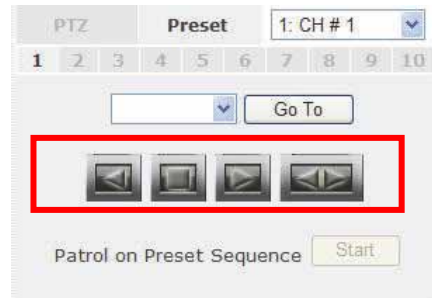 PTZ Preset 1: CH # 1
1 2 3 4 5 6 7 8 9 10
Go To
Patrol on Preset Sequence Start